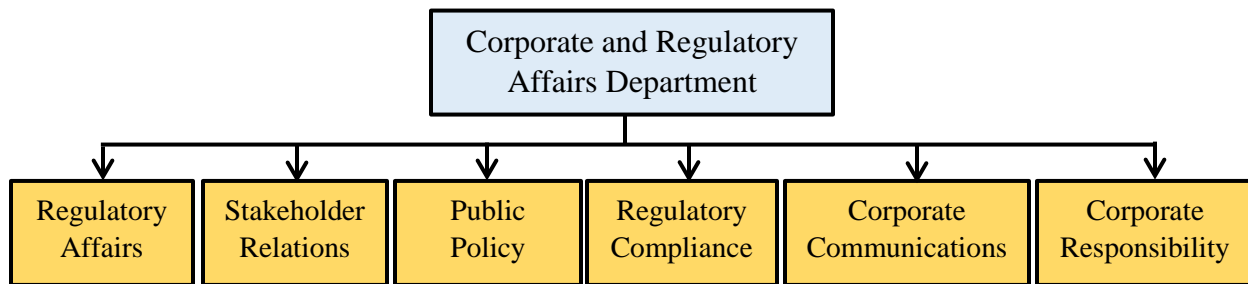 Corporate and Regulatory
Affairs Department
Regulatory
Affairs
Stakeholder
Relations
Public
Policy
Regulatory
Compliance
Corporate
Communications
Corporate
Responsibility